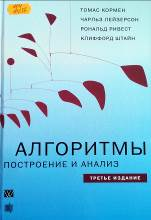 ТОМАС КОРМЕН
ЧАРЛЬЗ ЛЕЙЗЕРСОН
РОНАЛЬД РИВЕСТ
КЛИФФОРД ШТАЙН
АЛГОРИТМЫ
ПОСТРОЕНИЕ И АНАЛИЗ
ТРЕТЬЕ ИЗДАНИЕ